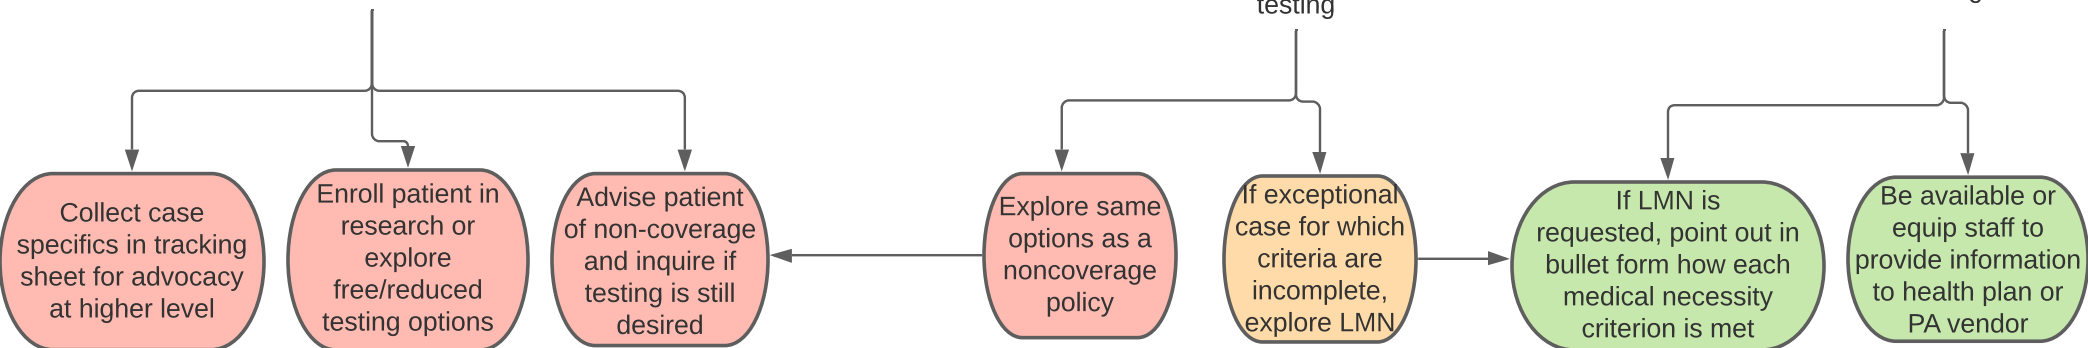 testing
Collect case
specifics in tracking
sheet for advocacy
at higher level
Enroll patient in
research or
explore
free/reduced
testing options
Advise patient
of non-coverage
and inquire if
testing is still
desired
Explore same
options as a
noncoverage
policy
If exceptional
case for which
criteria are
incomplete,
explore LMN
If LMN is
requested, point out in
bullet form how each
medical necessity
criterion is met
Be available or
equip staff to
provide information
to health plan or
PA vendor